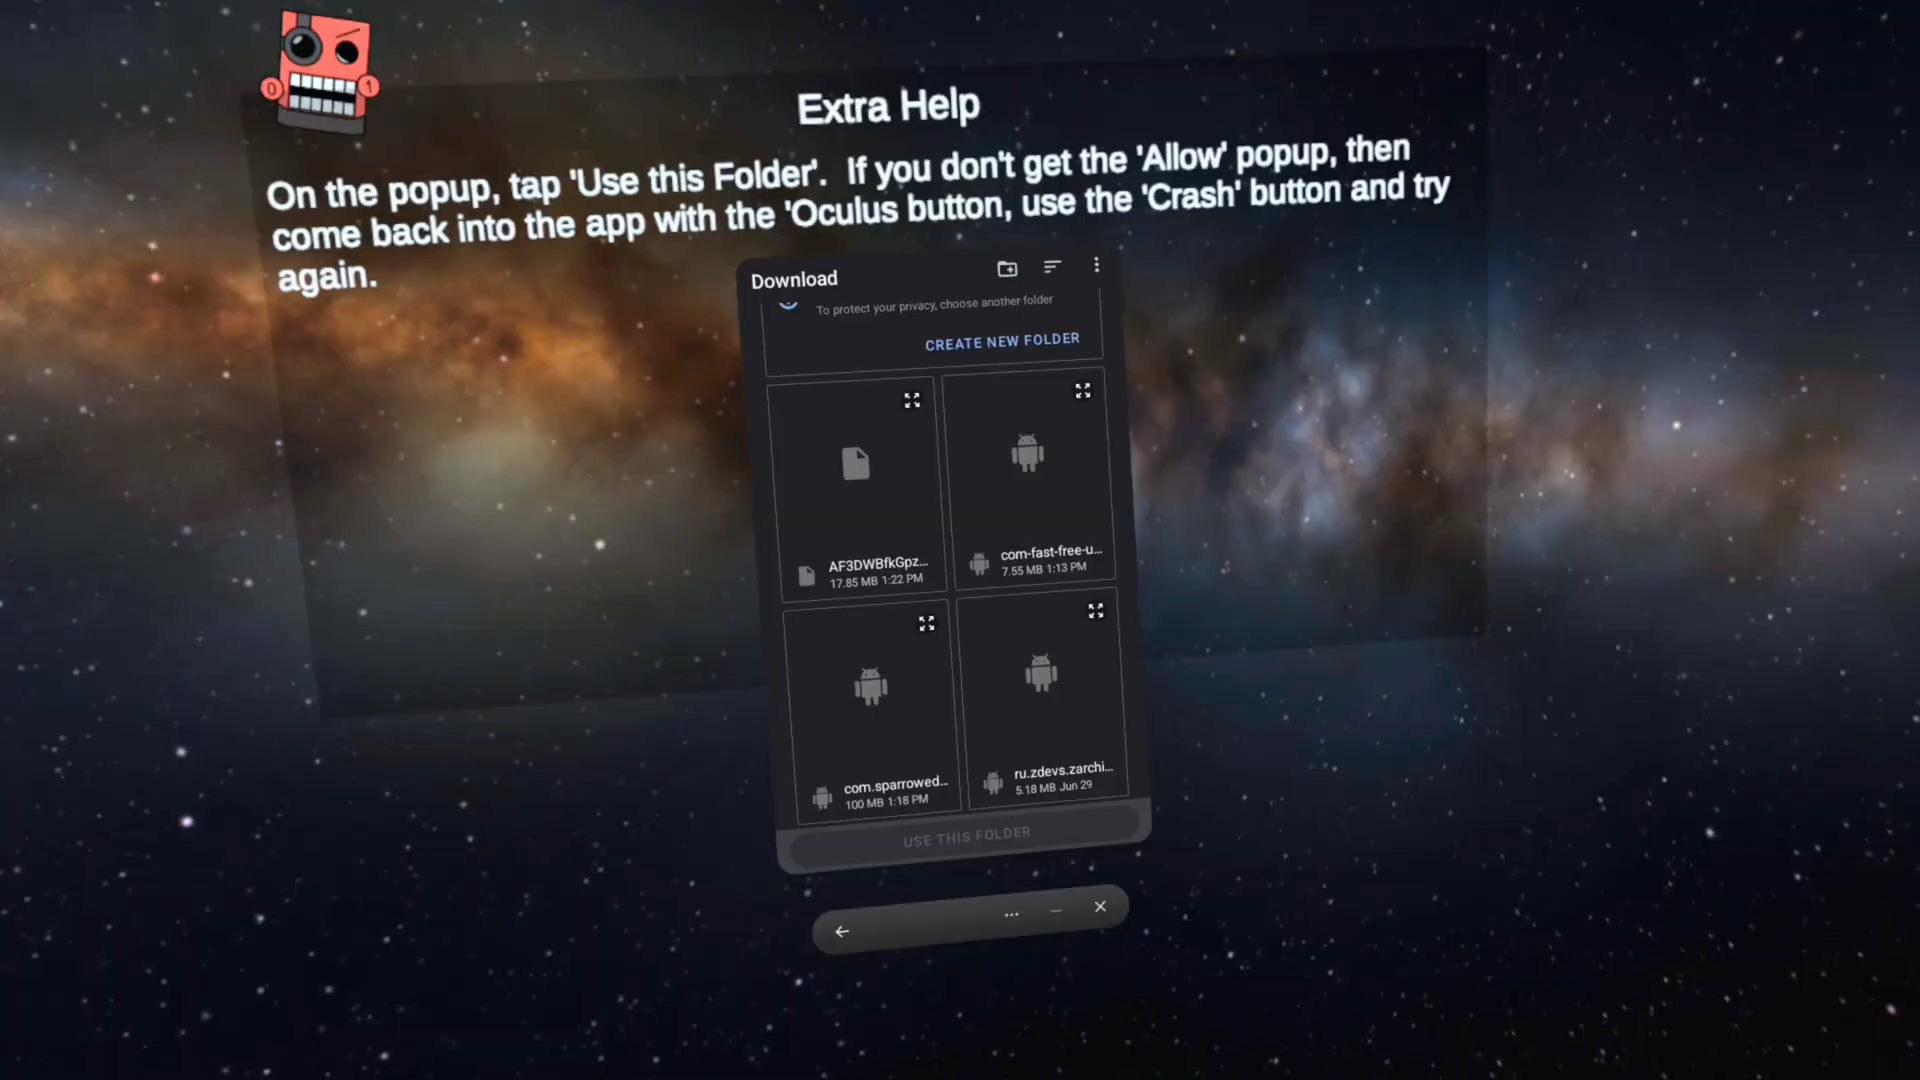 0 1
Extra Help
On the popup, tap 'Use this Folder'. If you don't get the 'Allow' popup, then
come back into the app with the 'Oculus button, use the 'Crash' button and try
again.
Download
To protect your privacy, choose another folder
CREATE NEW FOLDER
AF3DWBfkGpz...
17.85 MB 1:22 PM
com-fast-free-u...
7.55 MB 1:13 PM
com.sparrowed...
100 MB 1:18 PM
ru.zdevs.zarchi...
5.18 MB Jun 29
USE THIS FOLDER